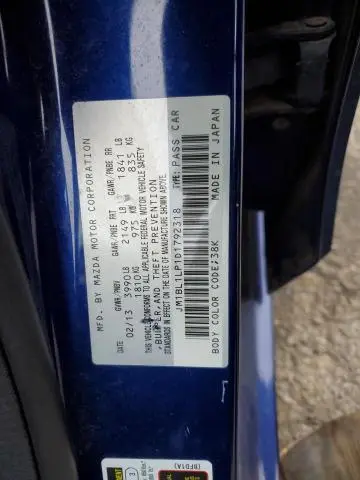 MFD. BY MAZDA MOTOR CORPORATION
GVWR/PNBV GAWR/PNBE FRT GAWR/PNBE RR
02/13 3990 LB 2149 LB 1841 LB
1810 KG 975 KG 835 KG
THIS VEHICLE CONFORMS TO ALL APPLICABLE FEDERAL MOTOR VEHICLE SAFETY
, BUMPER, AND THEFT PREVENTION
STANDARDS IN EFFECT ON THE DATE OF MANUFACTURE SHOWN ABOVE.
JM1BL1LP1D1792318 TYPE: PASS CAR
BODY COLOR CODE;38K MADE IN JAPAN
(BFD1A)
3